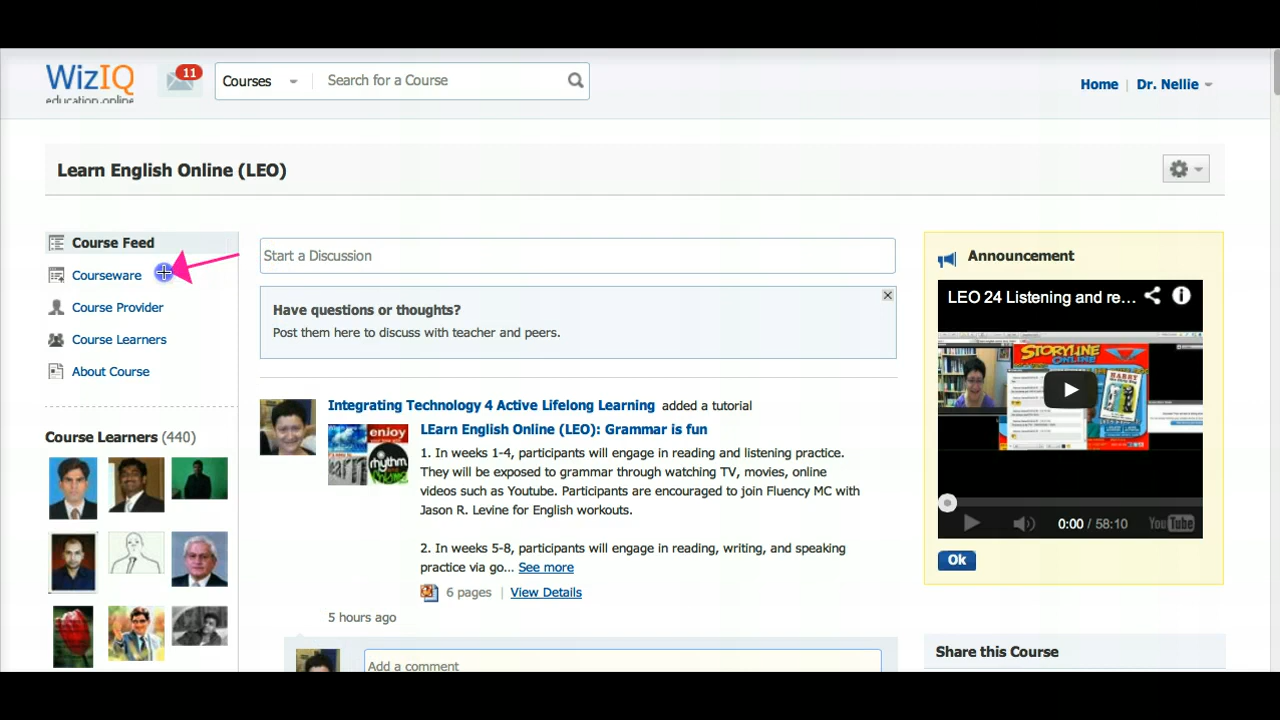 WizIQ
education.online
11
Courses
Search for a Course
Home | Dr. Nellie
Learn English Online (LEO)
Course Feed
Courseware
Course Provider
Course Learners
About Course
Course Learners (440)
Start a Discussion
Have questions or thoughts?
Post them here to discuss with teacher and peers.
Integrating Technology 4 Active Lifelong Learning added a tutorial
enjoy
rhythm
LEarn English Online (LEO): Grammar is fun
1. In weeks 1-4, participants will engage in reading and listening practice.
They will be exposed to grammar through watching TV, movies, online
videos such as Youtube. Participants are encouraged to join Fluency MC with
Jason R. Levine for English workouts.
2. In weeks 5-8, participants will engage in reading, writing, and speaking
practice via go... See more
6 pages | View Details
5 hours ago
Add a comment
Announcement
LEO 24 Listening and re...
STORYLINE
ONLINE
HARRY
0:00 / 58:10
YouTube
Ok
Share this Course